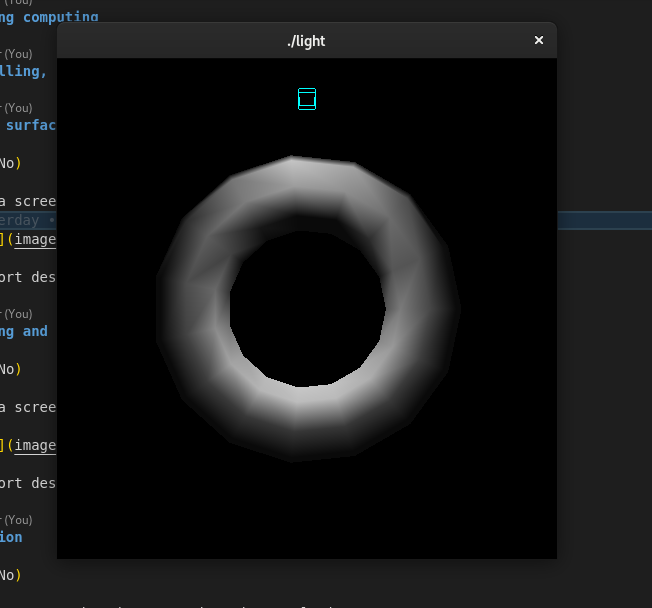 r (You)
ng computing
./light
r (You)
lling,
r (You)
surfac
No)
a scree
erday •
](image
ort des
r (You)
ng and
No)
a scree
](image
ort des
r (You)
ion
No)